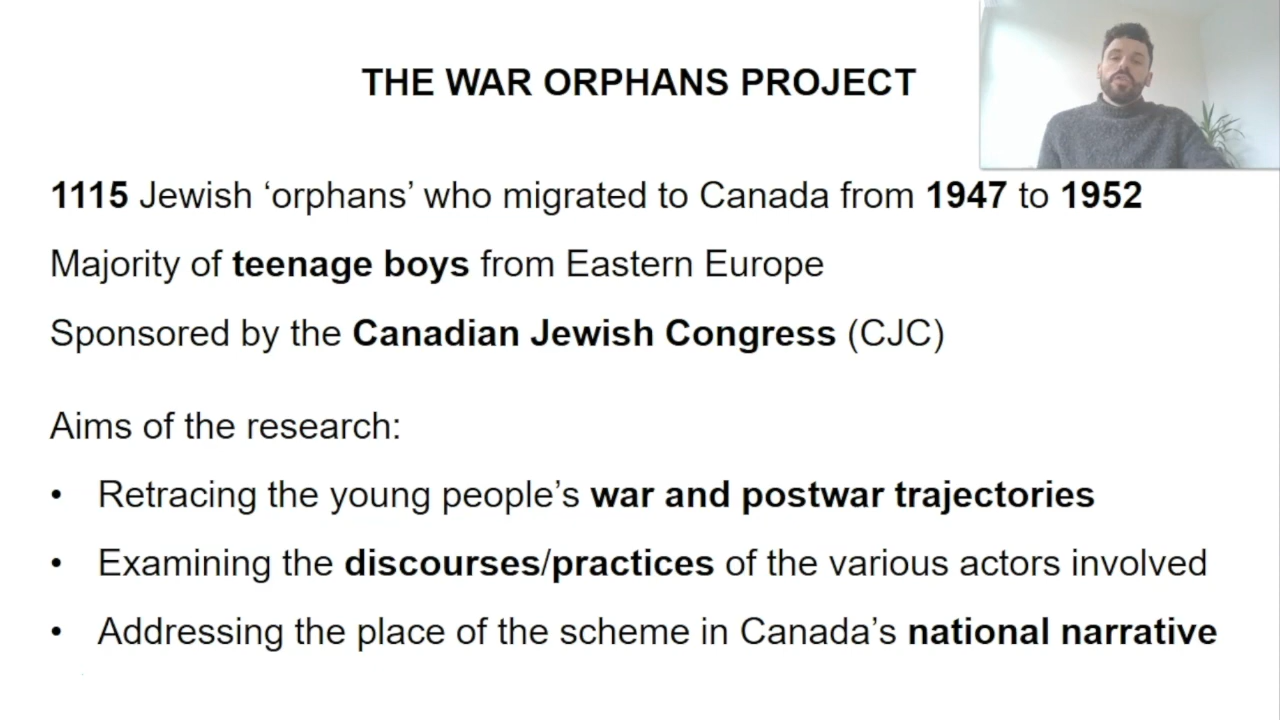 THE WAR ORPHANS PROJECT
1115 Jewish ‘orphans’ who migrated to Canada from 1947 to 1952
Majority of teenage boys from Eastern Europe
Sponsored by the Canadian Jewish Congress (CJC)
Aims of the research:
• Retracing the young people’s war and postwar trajectories
• Examining the discourses/practices of the various actors involved
• Addressing the place of the scheme in Canada’s national narrative